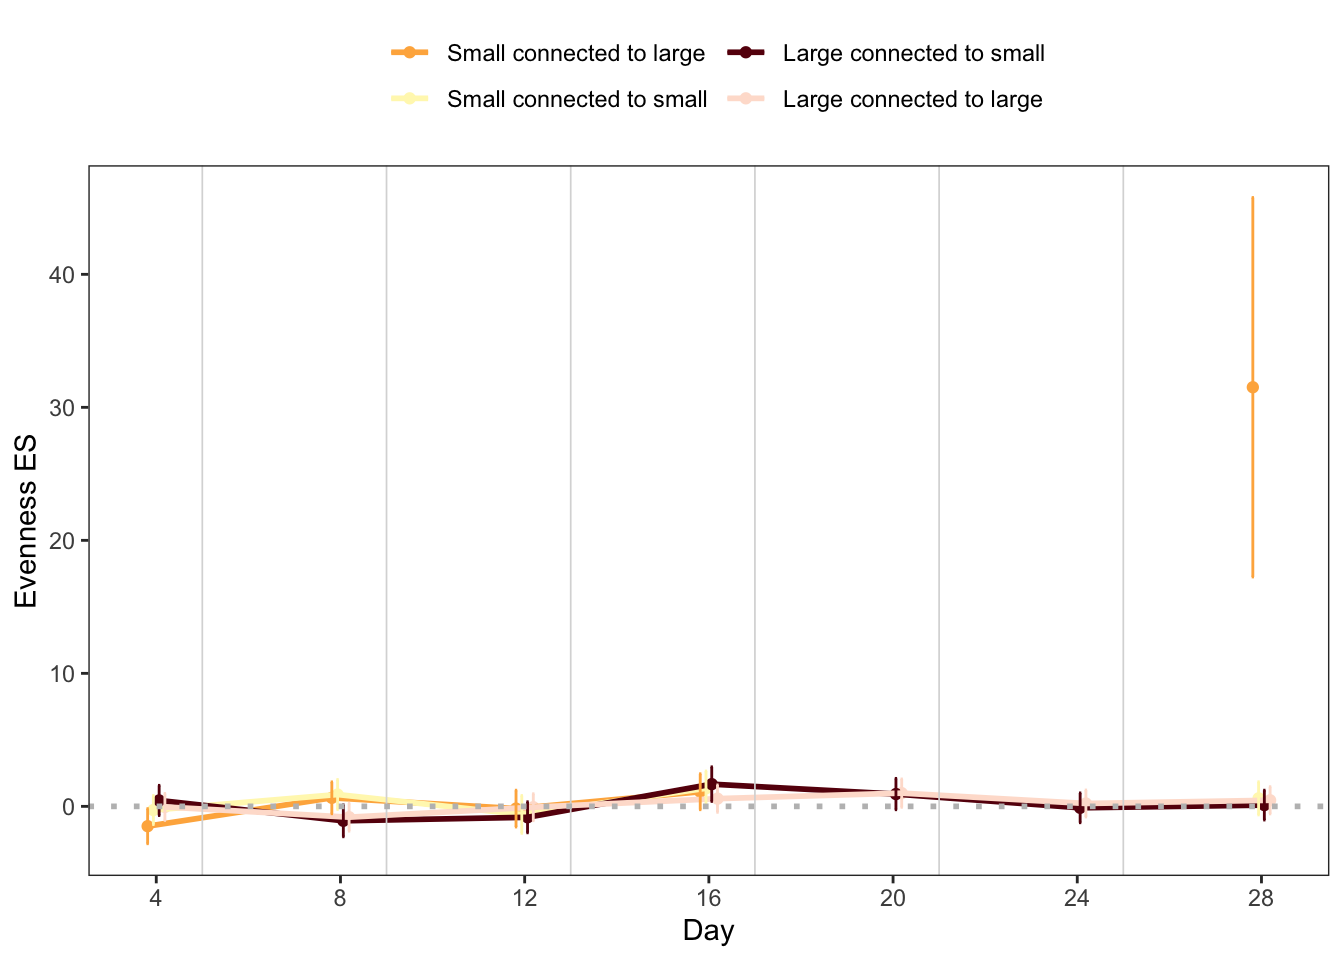 Small connected to large Large connected to small
Small connected to small Large connected to large
Evenness ES
40
30
20
10
0
4 8 12 16 20 24 28
Day